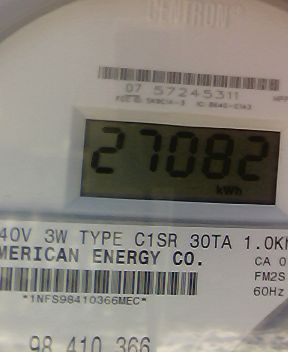 CENTRON®
07 57245311
27082
kWh
40V 3W TYPE C1SR 30TA 1.0K
MERICAN ENERGY CO.
CA 0
FM2S
60Hz
*1NFS98410366MEC*
98 410 366